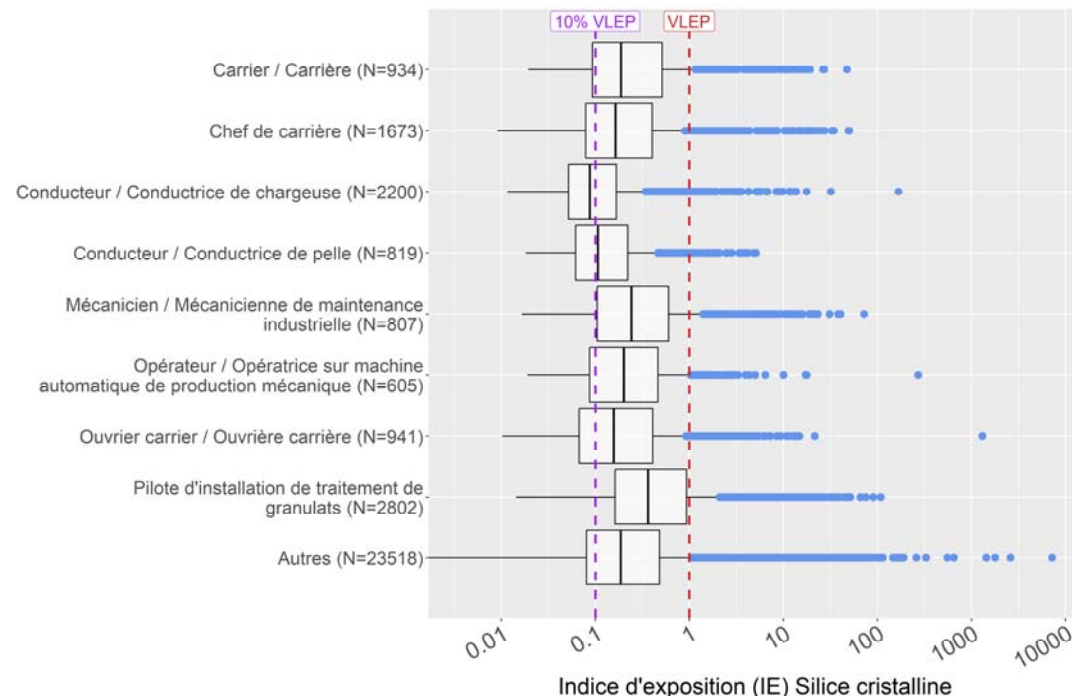 10% VLEP
VLEP
Carrier / Carrière (N=934)
Chef de carrière (N=1673)
Conducteur / Conductrice de chargeuse (N=2200)
Conducteur / Conductrice de pelle (N=819)
Mécanicien / Mécanicienne de maintenance
industrielle (N=807)
Opérateur / Opératrice sur machine
automatique de production mécanique (N=605)
Ouvrier carrier / Ouvrière carrière (N=941)
Pilote d'installation de traitement de
granulats (N=2802)
Autres (N=23518)
0.01
0.1
1
10
100
1000
10000
Indice d'exposition (IE) Silice cristalline